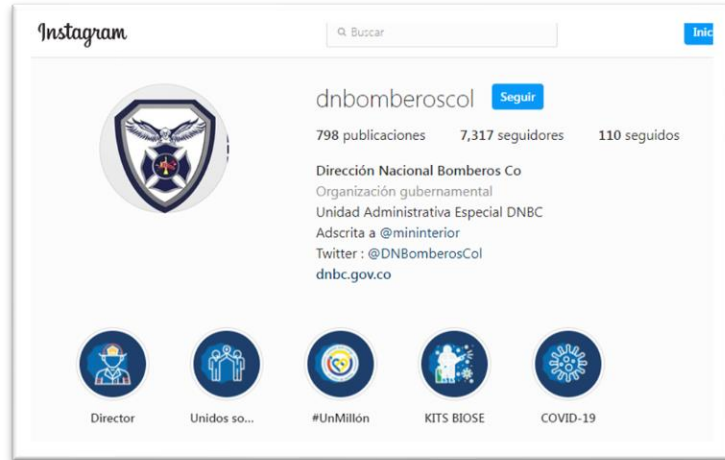 Instagram
Buscar
Inic
dnbomberoscol Seguir
798 publicaciones 7,317 seguidores 110 seguidos
Dirección Nacional Bomberos Co
Organización gubernamental
Unidad Administrativa Especial DNBC
Adscrita a @mininterior
Twitter : @DNBomberosCol
dnbc.gov.co
Director Unidos so... #UnMillón KITS BIOSE COVID-19